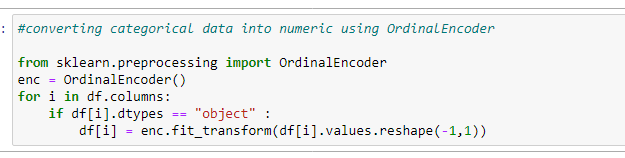 : #converting categorical data into numeric using OrdinalEncoder
from sklearn.preprocessing import OrdinalEncoder
enc = OrdinalEncoder()
for i in df.columns:
    if df[i].dtypes == "object" :
        df[i] = enc.fit_transform(df[i].values.reshape(-1,1))